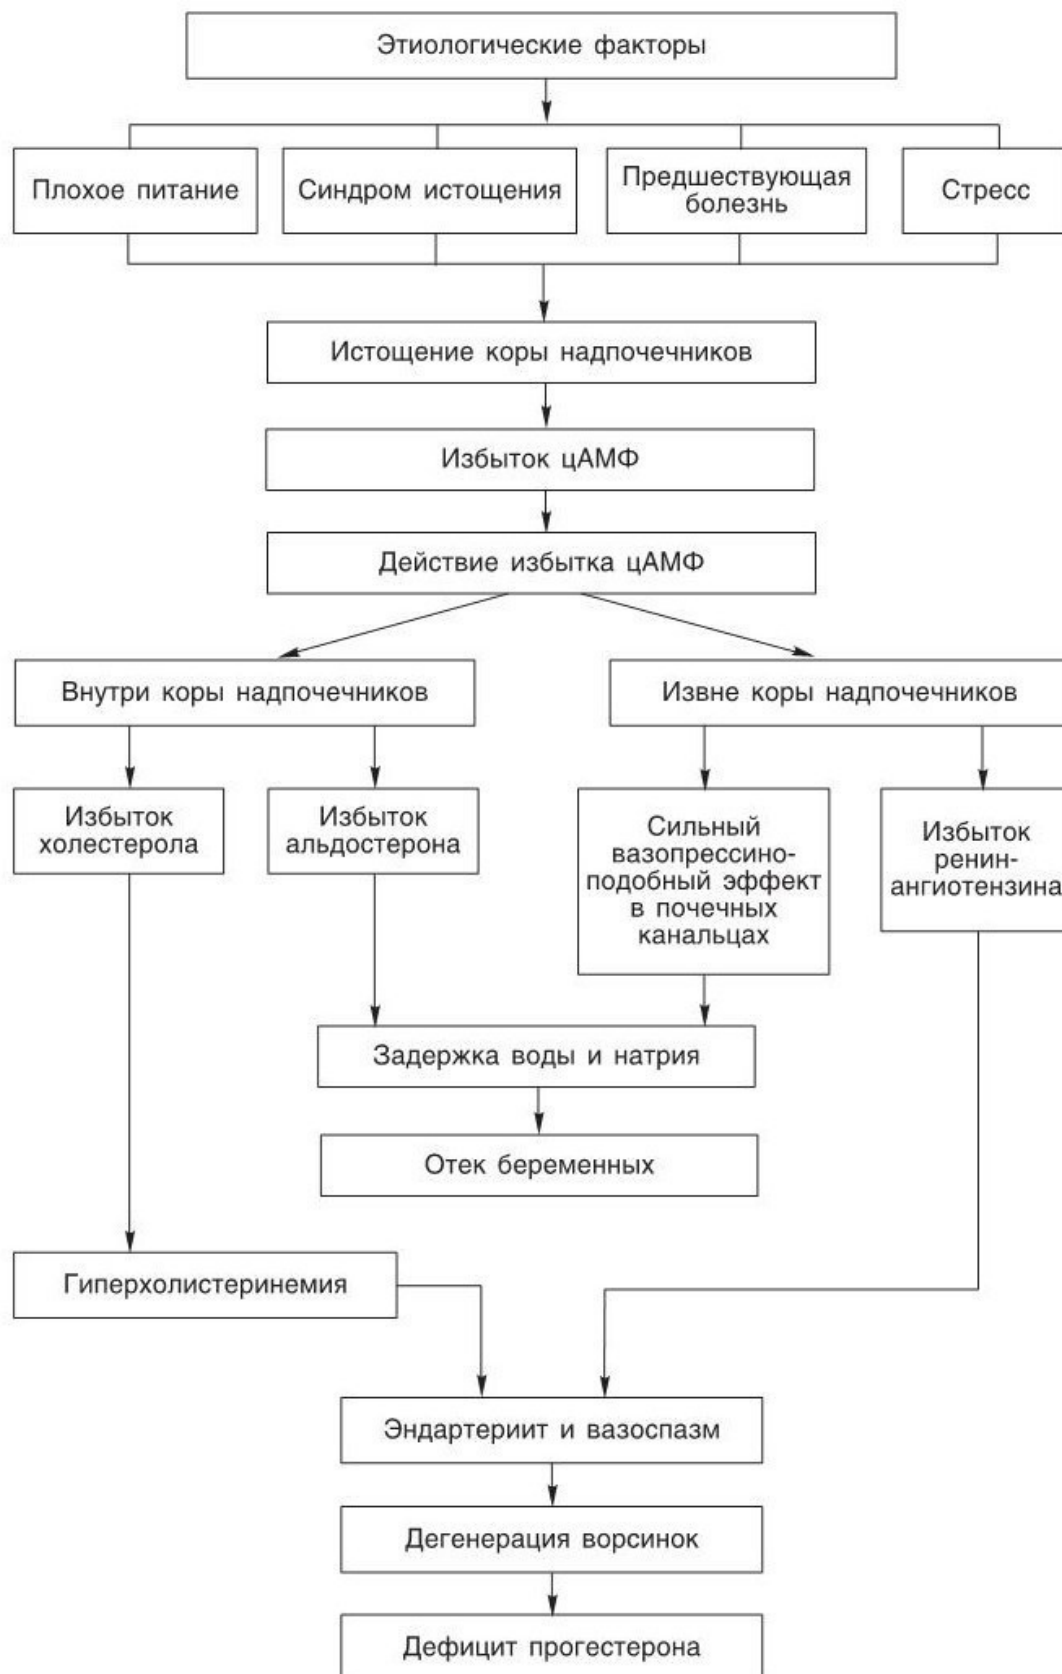 Этиологические факторы
Плохое питание
Синдром истощения
Предшествующая
болезнь
Стресс
Истощение коры надпочечников
Избыток цАМФ
Действие избытка цАМФ
Внутри коры надпочечников
Извне коры надпочечников
Избыток
холестерола
Избыток
альдостерона
Сильный
вазопрессино-
подобный эффект
в почечных
канальцах
Избыток
ренин-
ангиотензина
Задержка воды и натрия
Отек беременных
Гиперхолистеринемия
Эндартериит и вазоспазм
Дегенерация ворсинок
Дефицит прогестерона